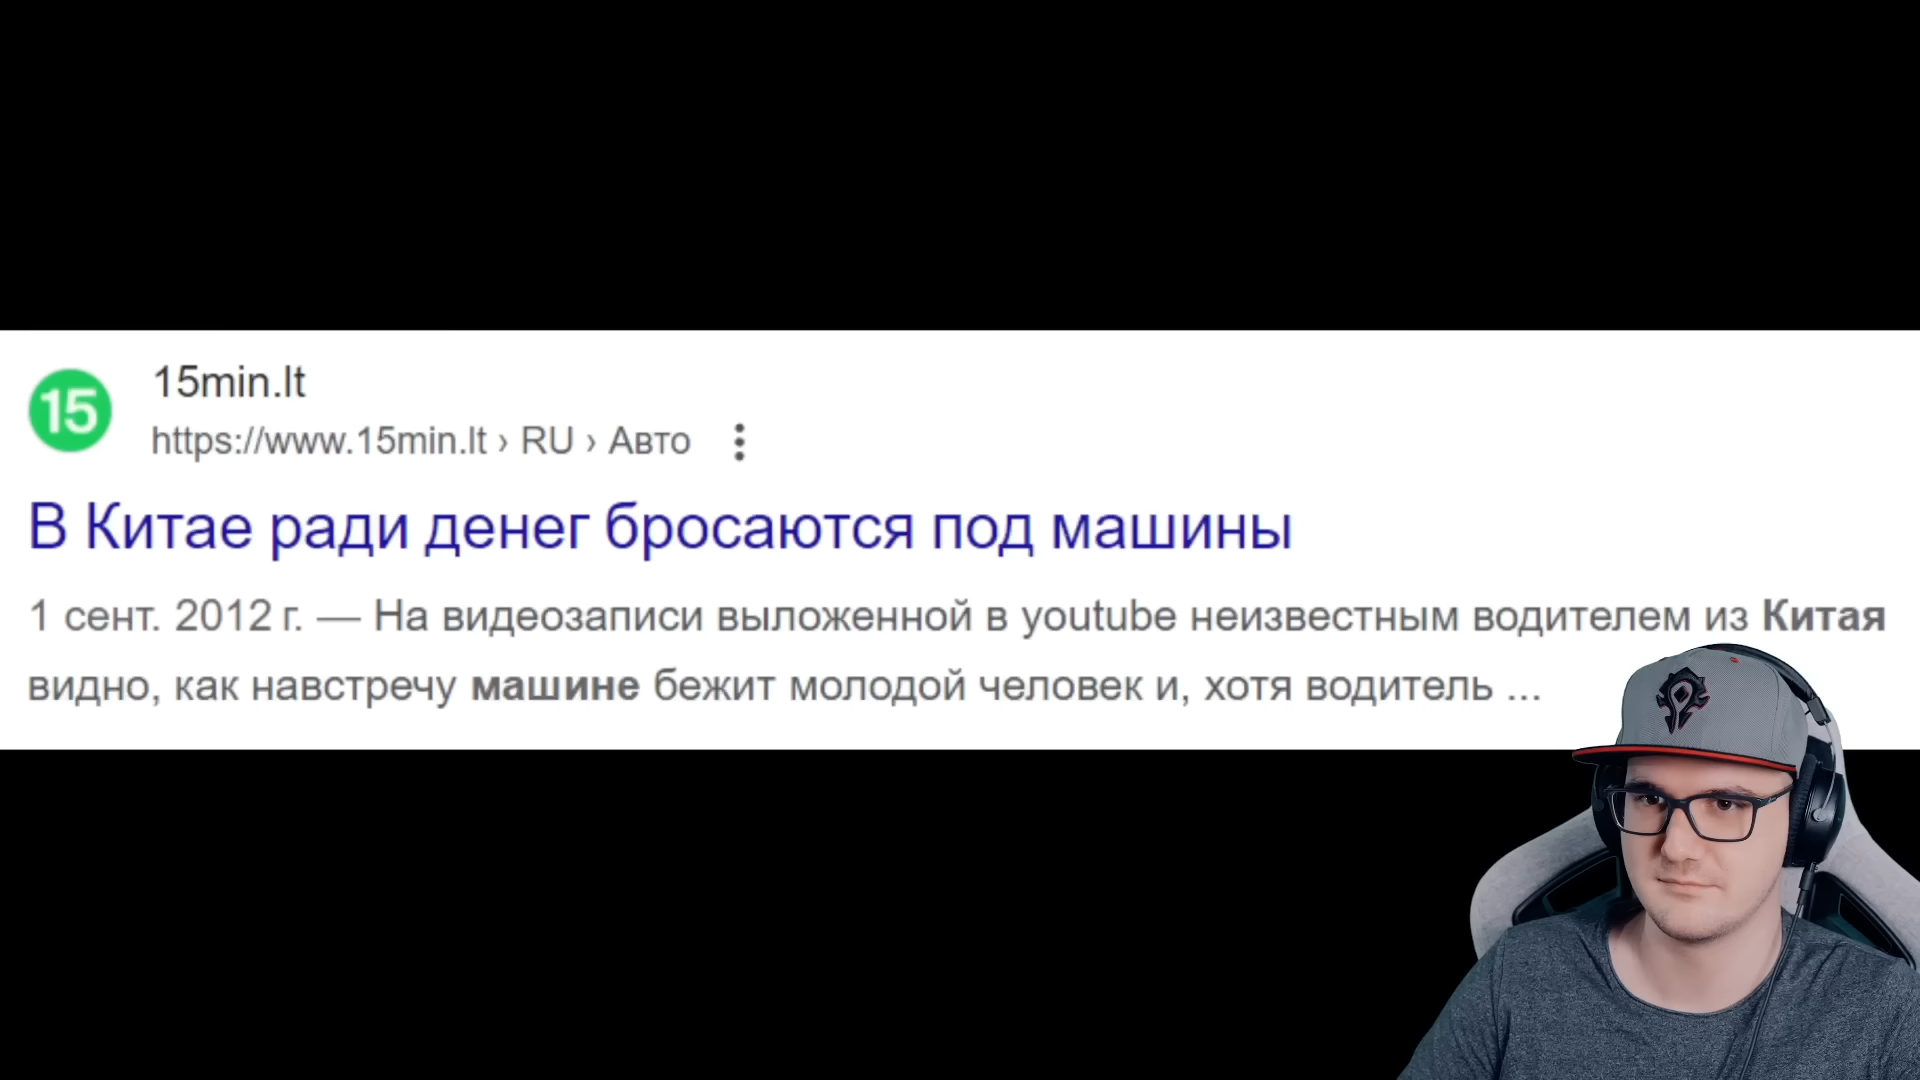 15
15min.lt
https://www.15min.lt › RU › Авто
В Китае ради денег бросаются под машины
1 сент. 2012 г. — На видеозаписи выложенной в youtube неизвестным водителем из Китая
видно, как навстречу машине бежит молодой человек и, хотя водитель ...